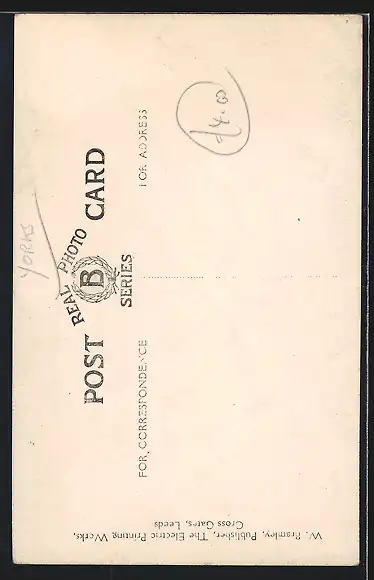 YORKS
REAL PHOTO
POST B CARD
SERIES
FOR CORRESPONDENCE
FOR ADDRESS
W. Bramley, Publisher, The Electric Printing Works,
Cross Gates, Leeds